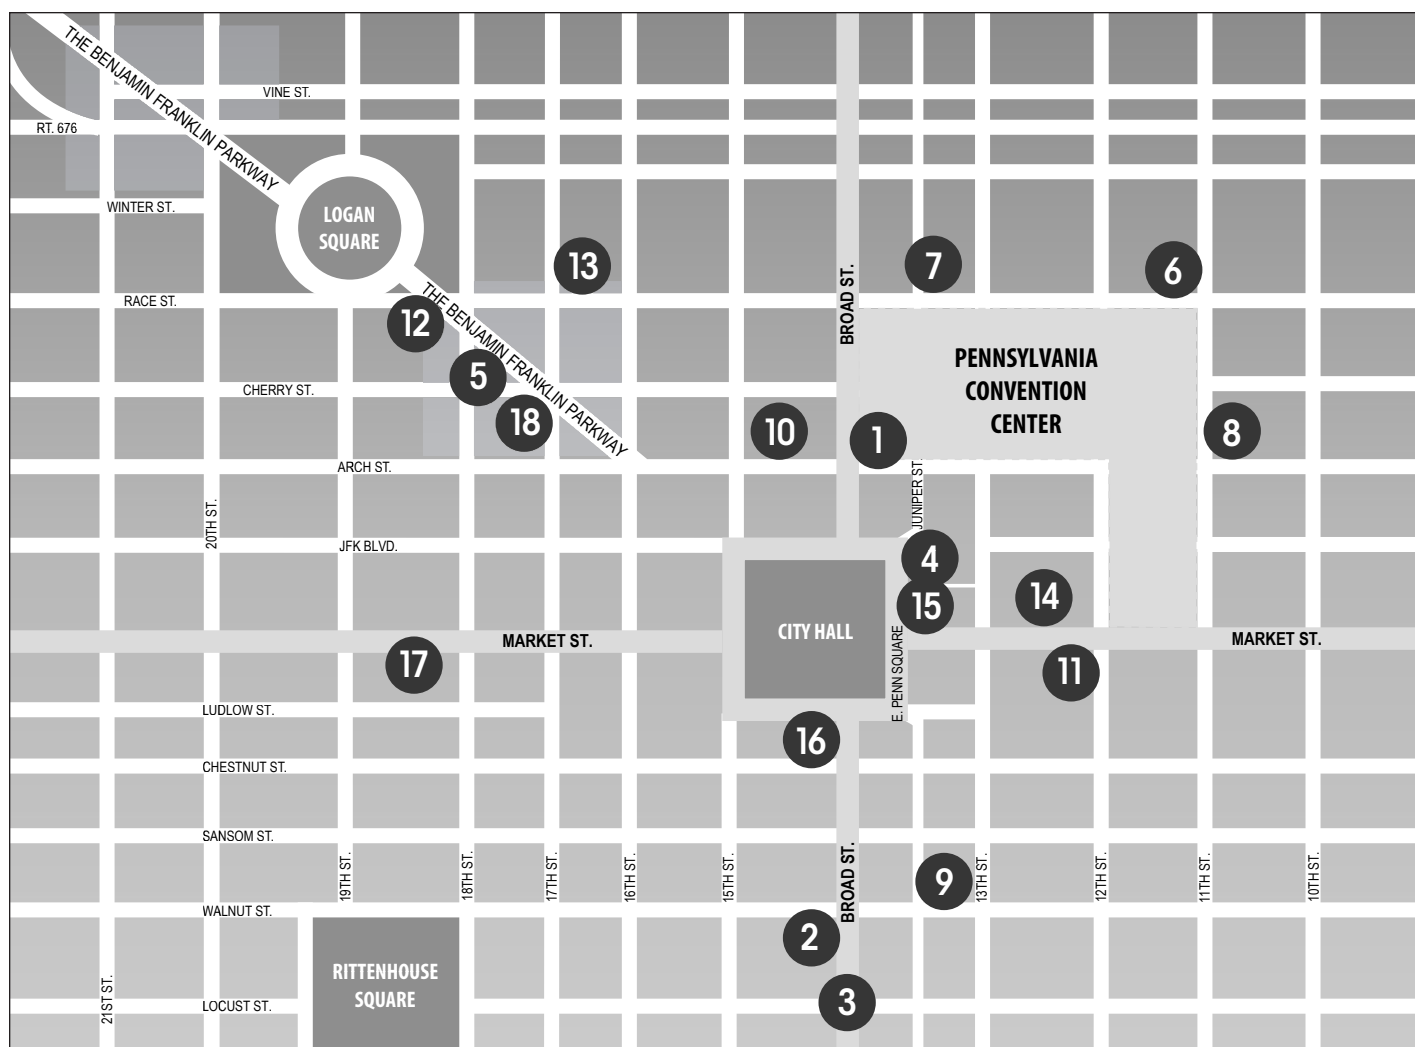 THE BENJAMIN FRANKLIN PARKWAY
VINE ST.
RT. 676
WINTER ST.
LOGAN
SQUARE
13
7
6
BROAD ST.
RACE ST.
12
THE BENJAMIN FRANKLIN PARKWAY
PENNSYLVANIA
CONVENTION
CENTER
5
CHERRY ST.
18
10
1
8
ARCH ST.
JUNIPER ST.
20TH ST.
JFK BLVD.
4
15
14
CITY HALL
MARKET ST.
MARKET ST.
17
E. PENN SQUARE
11
LUDLOW ST.
16
CHESTNUT ST.
SANSOM ST.
19TH ST.
18TH ST.
17TH ST.
16TH ST.
15TH ST.
BROAD ST.
9
13TH ST.
12TH ST.
11TH ST.
10TH ST.
WALNUT ST.
2
RITTENHOUSE
SQUARE
21ST ST.
LOCUST ST.
3